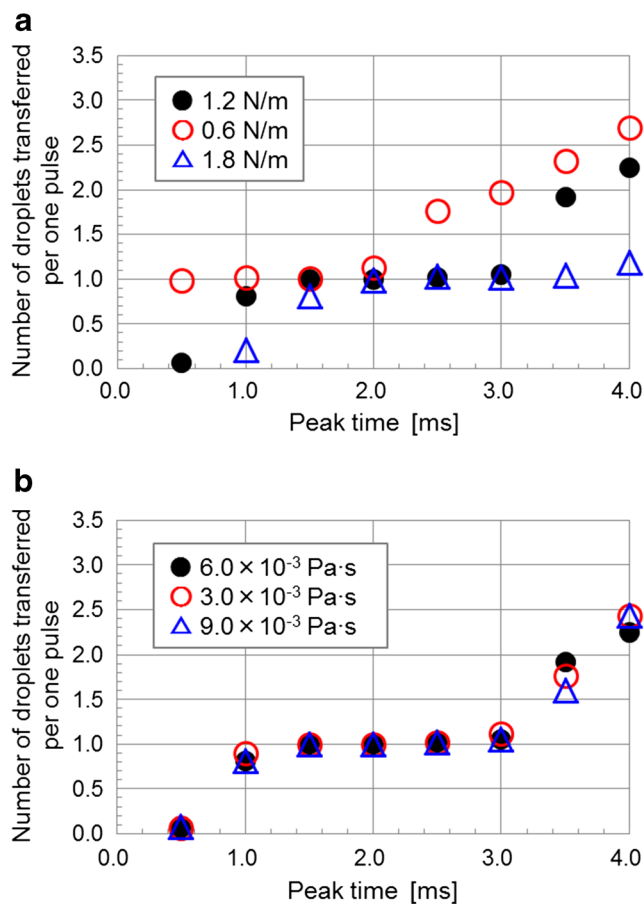 a
Number of droplets transferred
per one pulse
3.5
3.0
2.5
2.0
1.5
1.0
0.5
0.0
1.2 N/m
0.6 N/m
1.8 N/m
0.0 1.0 2.0 3.0 4.0
Peak time [ms]
b
Number of droplets transferred
per one pulse
3.5
3.0
2.5
2.0
1.5
1.0
0.5
0.0
6.0×10⁻³ Pa·s
3.0×10⁻³ Pa·s
9.0×10⁻³ Pa·s
0.0 1.0 2.0 3.0 4.0
Peak time [ms]